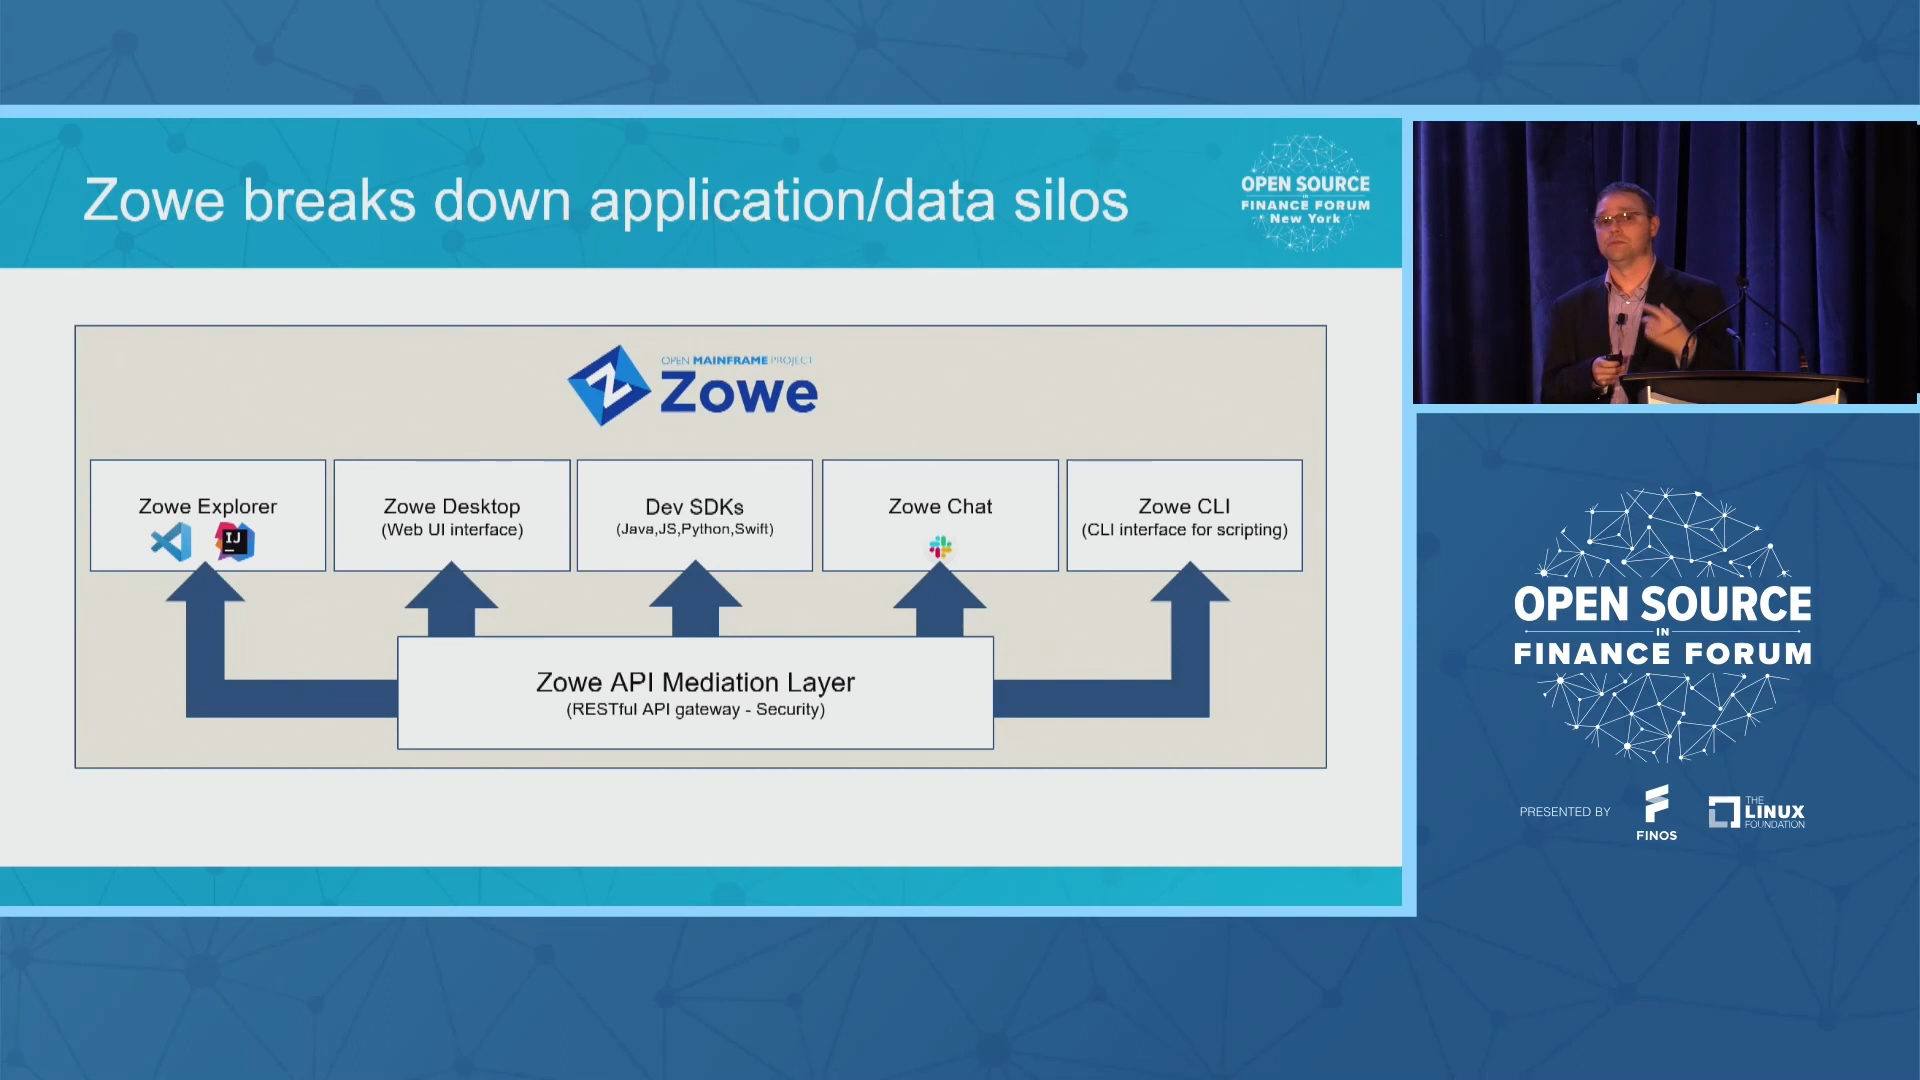 Zowe breaks down application/data silos
OPEN SOURCE
IN
FINANCE FORUM
New York
OPEN MAINFRAME PROJECT
Zowe
Zowe Explorer
IJ
Zowe Desktop
(Web UI interface)
Dev SDKs
(Java,JS,Python,Swift)
Zowe Chat
Zowe CLI
(CLI interface for scripting)
Zowe API Mediation Layer
(RESTful API gateway - Security)
OPEN SOURCE
IN
FINANCE FORUM
PRESENTED BY
FINOS
THE
LINUX
FOUNDATION